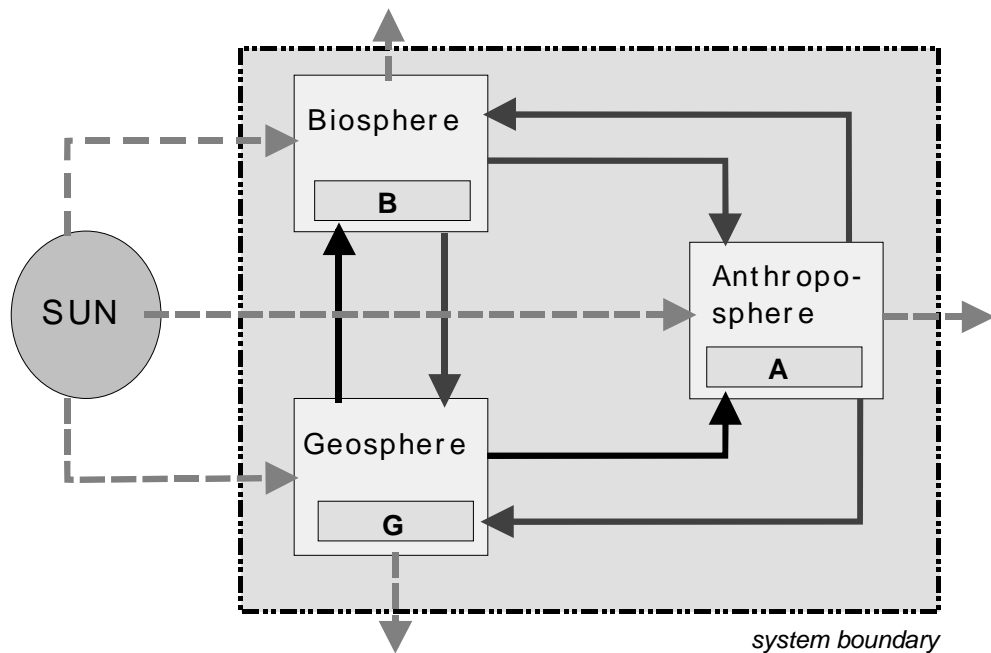 Biosphere
B
SUN
Anthropo-
sphere
A
Geosphere
G
system boundary